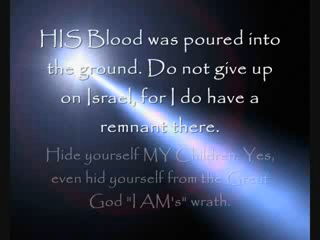 HIS Blood was poured into
the ground. Do not give up
on Israel, for I do have a
remnant there.
Hide yourself MY Children. Yes,
even hid yourself from the Great
God "I AM's" wrath.